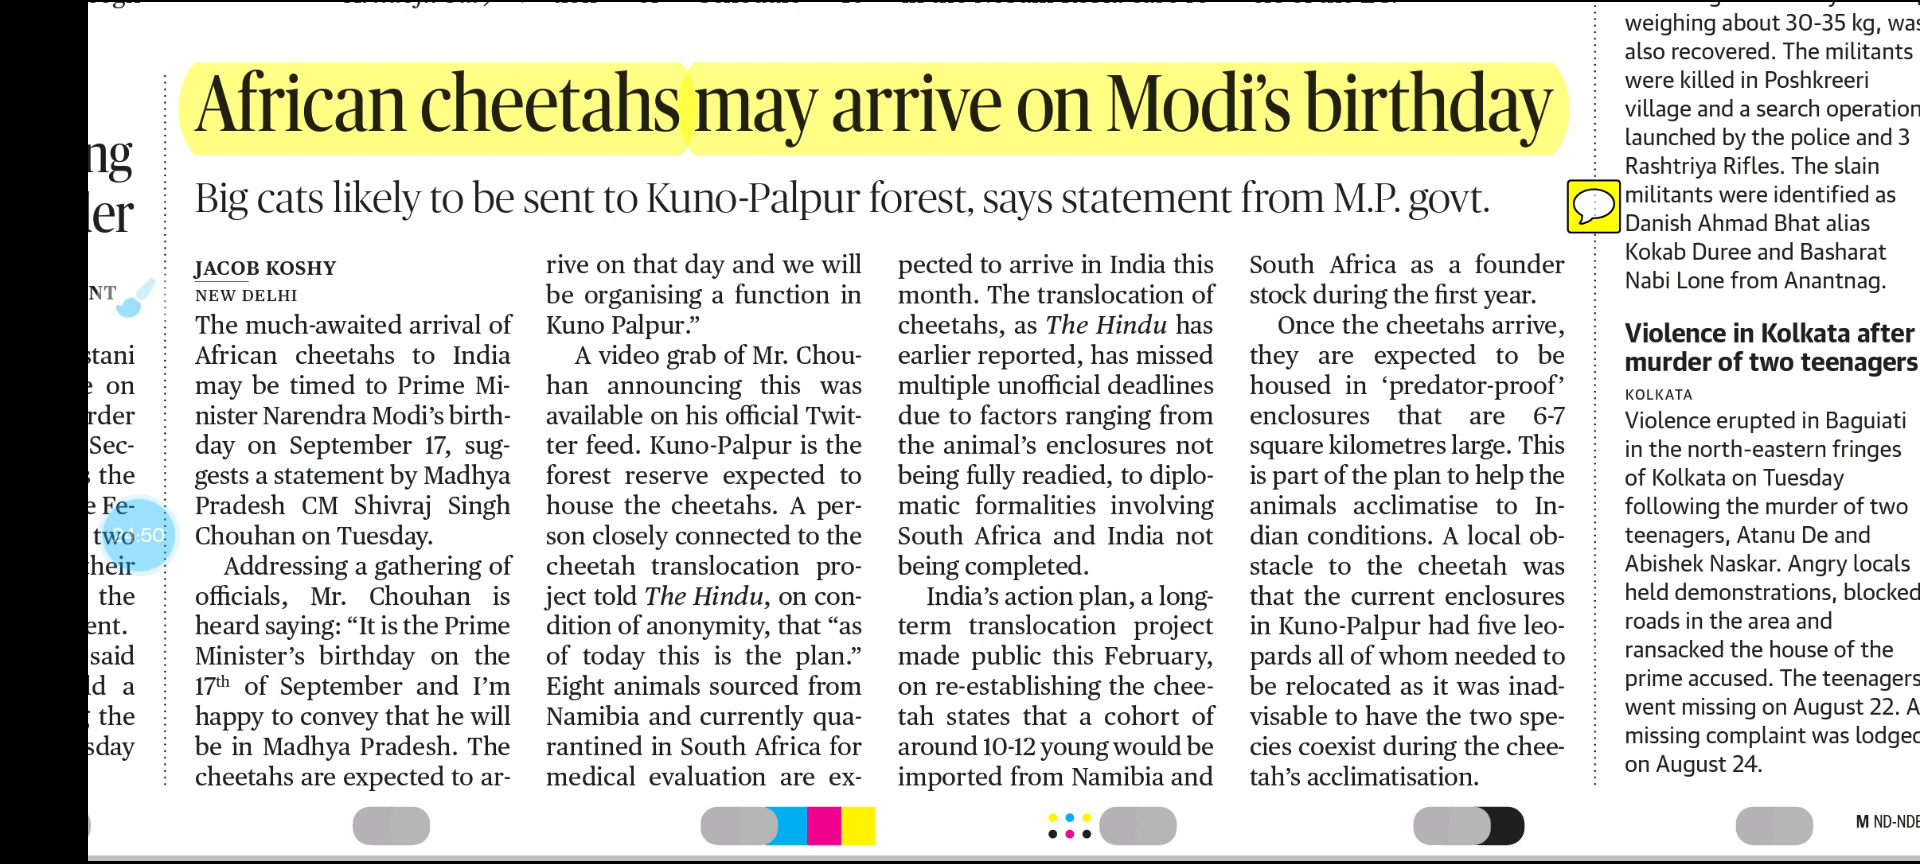 African cheetahs may arrive on Modi’s birthday
Big cats likely to be sent to Kuno-Palpur forest, says statement from M.P. govt.
ng
er
NT
stani
e on
rder
Sec-
the
e Fe-
two
their
the
ent.
said
ld a
the
sday
04:50
JACOB KOSHY
NEW DELHI
The much-awaited arrival of
African cheetahs to India
may be timed to Prime Mi-
nister Narendra Modi’s birth-
day on September 17, sug-
gests a statement by Madhya
Pradesh CM Shivraj Singh
Chouhan on Tuesday.
Addressing a gathering of
officials, Mr. Chouhan is
heard saying: “It is the Prime
Minister’s birthday on the
17th of September and I’m
happy to convey that he will
be in Madhya Pradesh. The
cheetahs are expected to ar-
rive on that day and we will
be organising a function in
Kuno Palpur.”
A video grab of Mr. Chou-
han announcing this was
available on his official Twit-
ter feed. Kuno-Palpur is the
forest reserve expected to
house the cheetahs. A per-
son closely connected to the
cheetah translocation pro-
ject told The Hindu, on con-
dition of anonymity, that “as
of today this is the plan.”
Eight animals sourced from
Namibia and currently qua-
rantined in South Africa for
medical evaluation are ex-
pected to arrive in India this
month. The translocation of
cheetahs, as The Hindu has
earlier reported, has missed
multiple unofficial deadlines
due to factors ranging from
the animal’s enclosures not
being fully readied, to diplo-
matic formalities involving
South Africa and India not
being completed.
India’s action plan, a long-
term translocation project
made public this February,
on re-establishing the chee-
tah states that a cohort of
around 10-12 young would be
imported from Namibia and
South Africa as a founder
stock during the first year.
Once the cheetahs arrive,
they are expected to be
housed in ‘predator-proof’
enclosures that are 6-7
square kilometres large. This
is part of the plan to help the
animals acclimatise to In-
dian conditions. A local ob-
stacle to the cheetah was
that the current enclosures
in Kuno-Palpur had five leo-
pards all of whom needed to
be relocated as it was inad-
visable to have the two spe-
cies coexist during the chee-
tah’s acclimatisation.
weighing about 30-35 kg, was
also recovered. The militants
were killed in Poshkreeri
village and a search operation
launched by the police and 3
Rashtriya Rifles. The slain
militants were identified as
Danish Ahmad Bhat alias
Kokab Duree and Basharat
Nabi Lone from Anantnag.
Violence in Kolkata after
murder of two teenagers
KOLKATA
Violence erupted in Baguiati
in the north-eastern fringes
of Kolkata on Tuesday
following the murder of two
teenagers, Atanu De and
Abishek Naskar. Angry locals
held demonstrations, blocked
roads in the area and
ransacked the house of the
prime accused. The teenagers
went missing on August 22. A
missing complaint was lodged
on August 24.
M ND-NDE